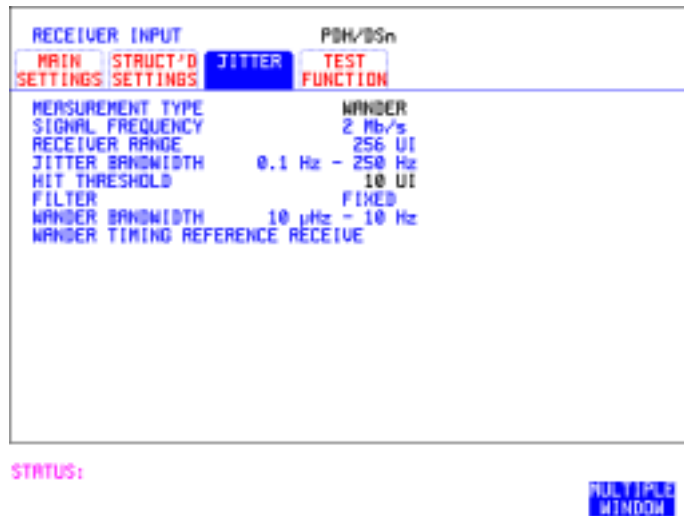 RECEIVER INPUT PDH/DSn
MAIN SETTINGS STRUCT'D SETTINGS JITTER TEST FUNCTION
MEASUREMENT TYPE WANDER
SIGNAL FREQUENCY 2 Mb/s
RECEIVER RANGE 256 UI
JITTER BANDWIDTH 0.1 Hz - 250 Hz
HIT THRESHOLD 10 UI
FILTER FIXED
WANDER BANDWIDTH 10 µHz - 10 Hz
WANDER TIMING REFERENCE RECEIVE
STATUS:
MULTIPLE
WINDOW